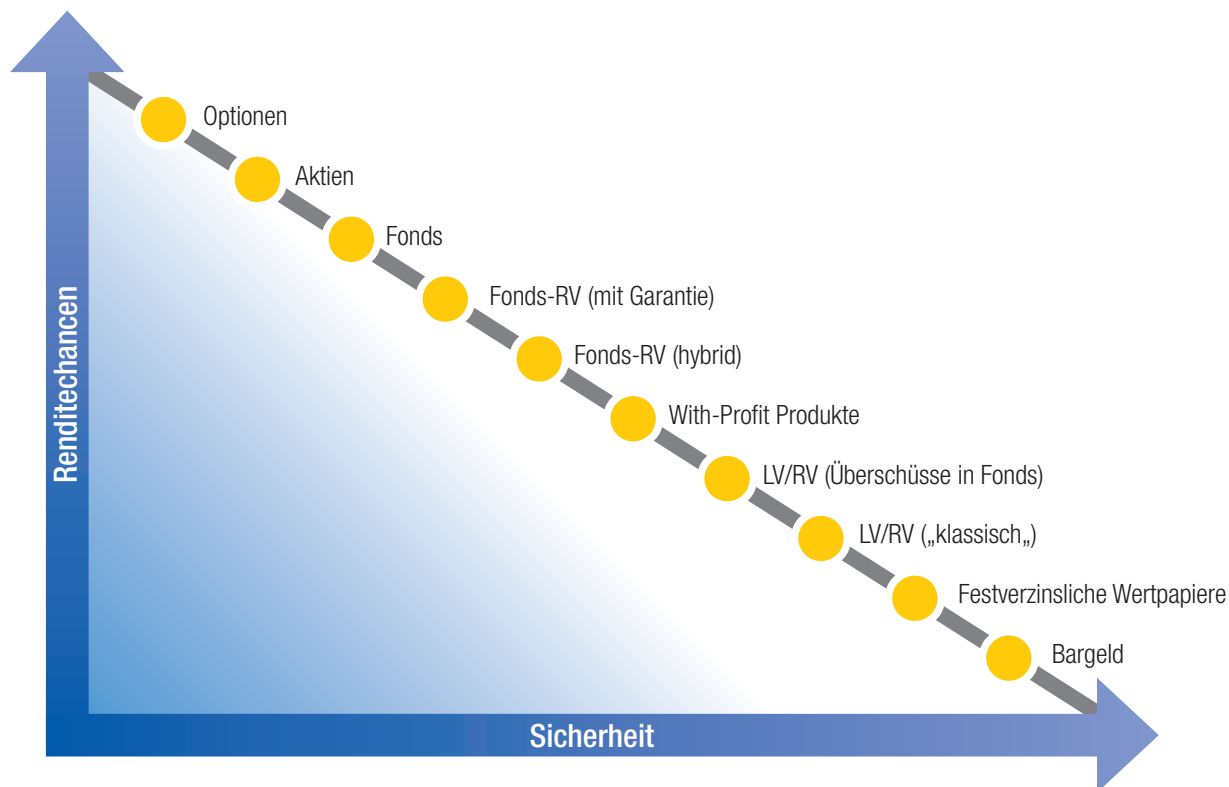 Optionen
Aktien
Fonds
Fonds-RV (mit Garantie)
Fonds-RV (hybrid)
With-Profit Produkte
LV/RV (Überschüsse in Fonds)
LV/RV („klassisch„)
Festverzinsliche Wertpapiere
Bargeld
Renditechancen
Sicherheit